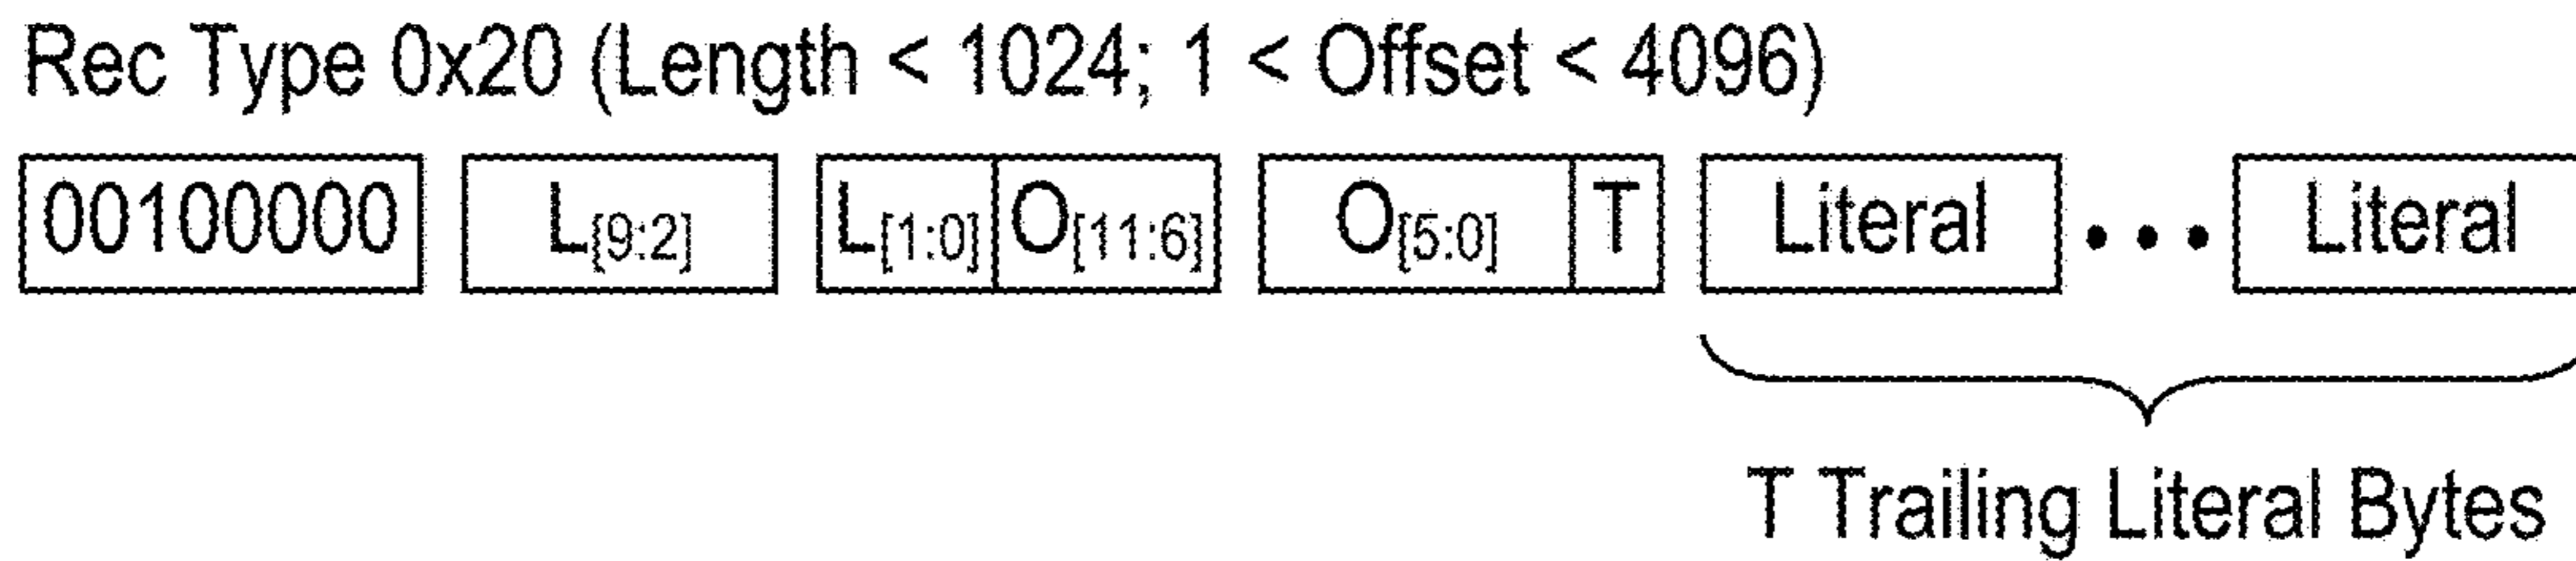 Rec Type 0x20 (Length < 1024; 1 < Offset < 4096)
00100000 L[9:2] L[1:0] O[11:6] O[5:0] T Literal ••• Literal
T Trailing Literal Bytes